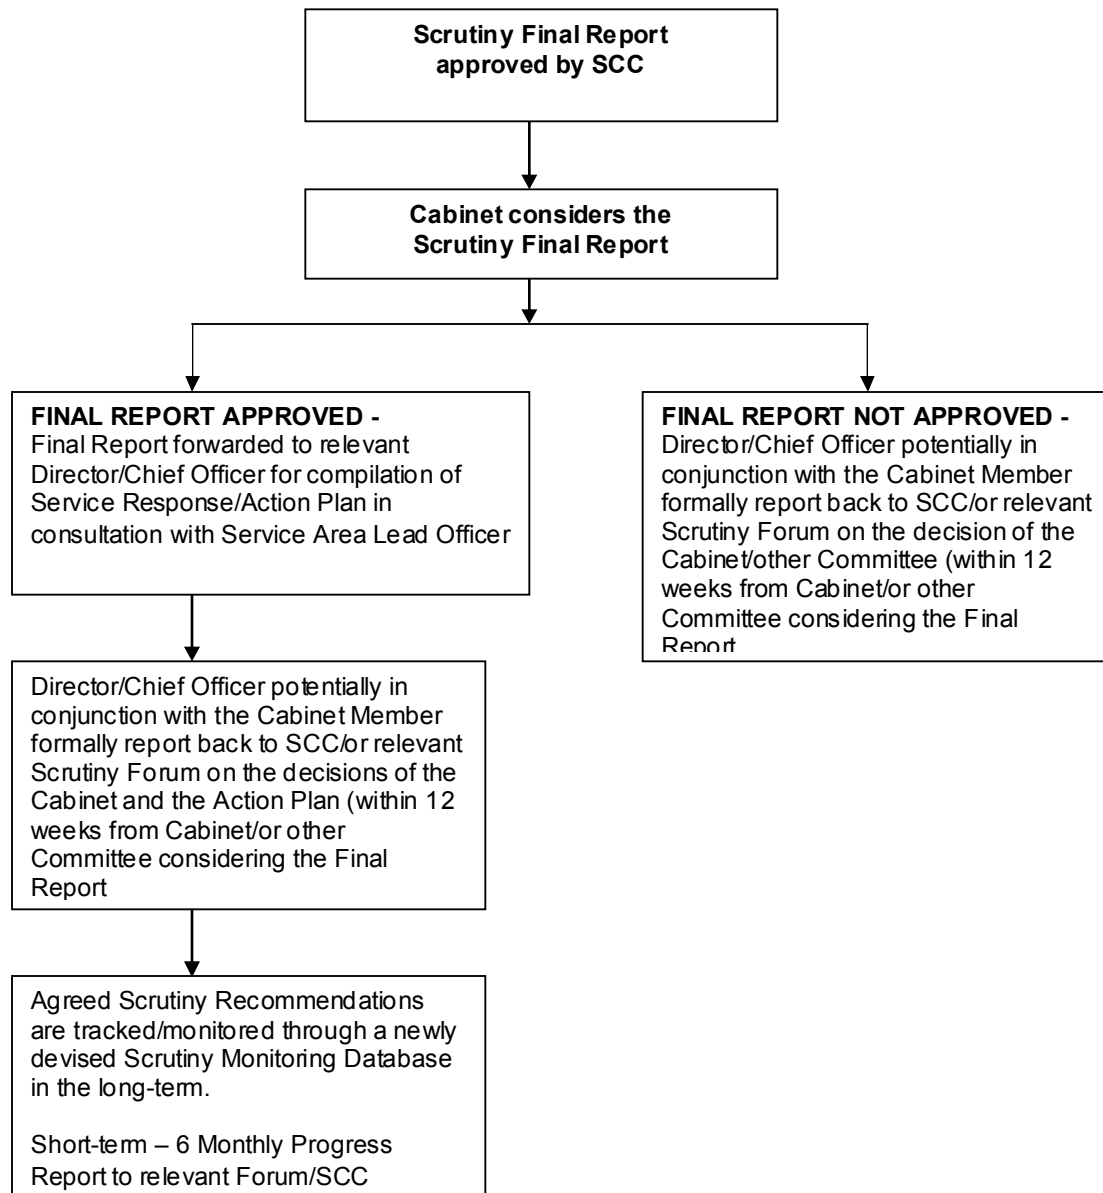 Scrutiny Final Report
approved by SCC
Cabinet considers the
Scrutiny Final Report
FINAL REPORT APPROVED -
Final Report forwarded to relevant
Director/Chief Officer for compilation of
Service Response/Action Plan in
consultation with Service Area Lead Officer
FINAL REPORT NOT APPROVED -
Director/Chief Officer potentially in
conjunction with the Cabinet Member
formally report back to SCC/or relevant
Scrutiny Forum on the decision of the
Cabinet/other Committee (within 12
weeks from Cabinet/or other
Committee considering the Final
Report
Director/Chief Officer potentially in
conjunction with the Cabinet Member
formally report back to SCC/or relevant
Scrutiny Forum on the decisions of the
Cabinet and the Action Plan (within 12
weeks from Cabinet/or other
Committee considering the Final
Report
Agreed Scrutiny Recommendations
are tracked/monitored through a newly
devised Scrutiny Monitoring Database
in the long-term.
Short-term – 6 Monthly Progress
Report to relevant Forum/SCC